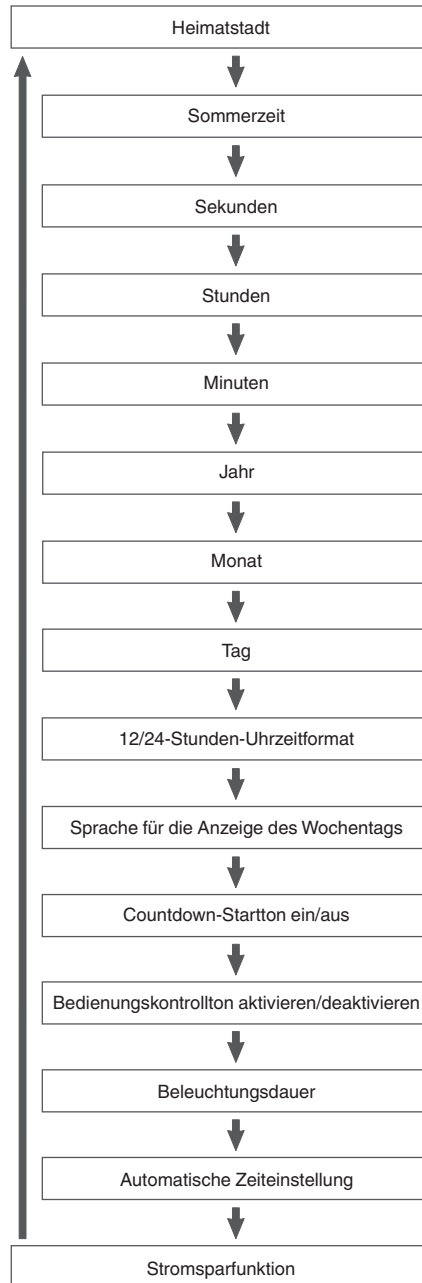 Heimatstadt
Sommerzeit
Sekunden
Stunden
Minuten
Jahr
Monat
Tag
12/24-Stunden-Uhrzeitformat
Sprache für die Anzeige des Wochentags
Countdown-Startton ein/aus
Bedienungskontrollton aktivieren/deaktivieren
Beleuchtungsdauer
Automatische Zeiteinstellung
Stromsparfunktion